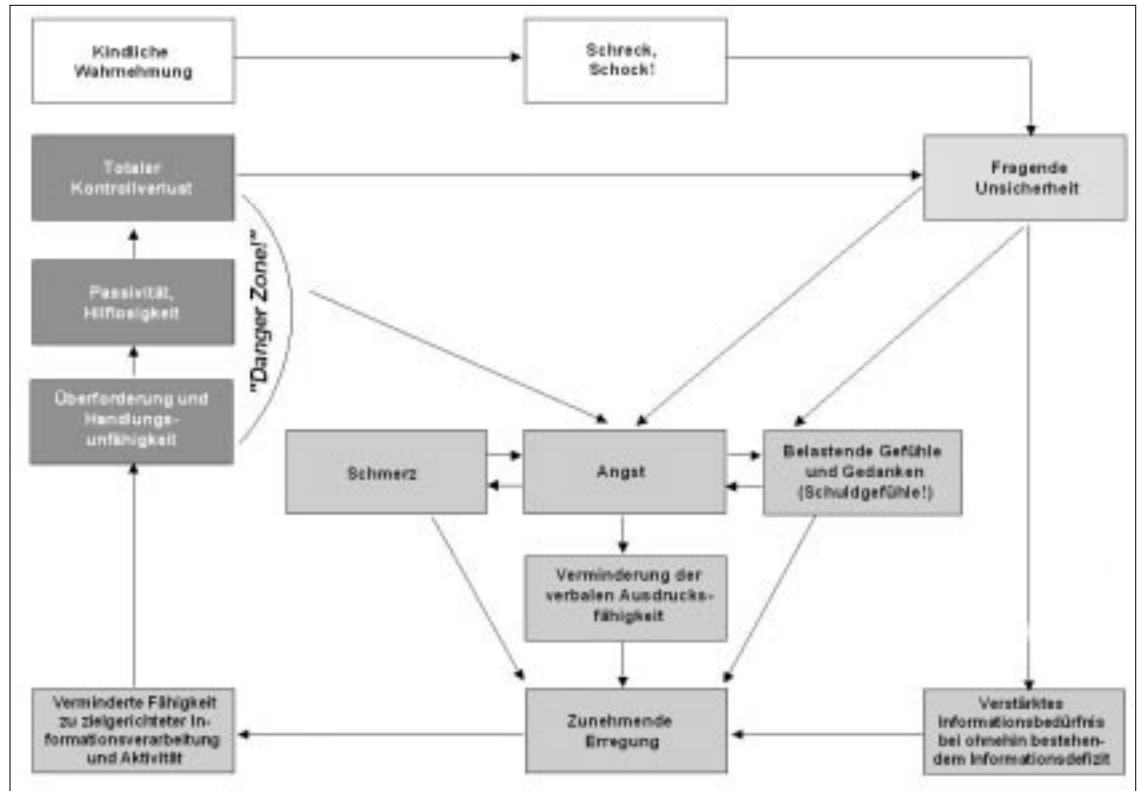 Kindliche
Wahrnehmung
Schreck,
Schock!
Totaler
Kontrollverlust
Fragende
Unsicherheit
"Danger Zone!"
Passivität,
Hilflosigkeit
Überforderung und
Handlungs-
unfähigkeit
Schmerz
Angst
Belastende Gefühle
und Gedanken
(Schuldgefühle!)
Verminderung der
verbalen Ausdrucks-
fähigkeit
Verminderte Fähigkeit
zu zielgerichteter In-
formationsverarbeitung
und Aktivität
Zunehmende
Erregung
Verstärktes
Informationsbedürfnis
bei ohnehin bestehen-
dem Informationsdefizit